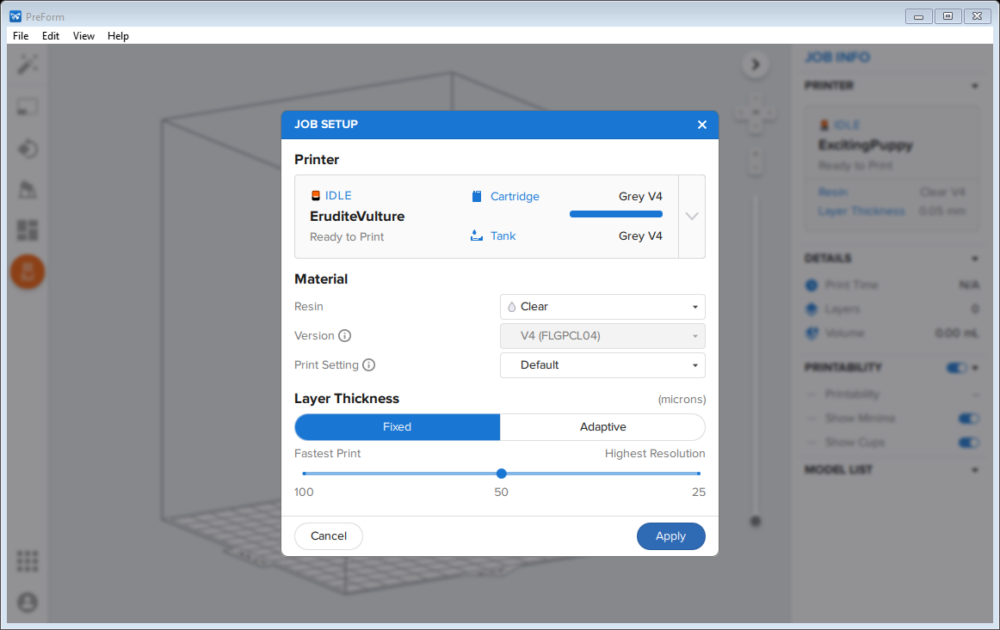 PreForm
File Edit View Help
JOB INFO
PRINTER
IDLE
ExcitingPuppy
Ready to Print
Resin Clear V4
Layer Thickness 0.05 mm
DETAILS
Print Time N/A
Layers 0
Volume 0.00 mL
PRINTABILITY
Printability
Show Minima
Show Cups
MODEL LIST
JOB SETUP
Printer
IDLE Cartridge Grey V4
EruditeVulture
Ready to Print Tank Grey V4
Material
Resin Clear
Version V4 (FLGPCL04)
Print Setting Default
Layer Thickness (microns)
Fixed Adaptive
Fastest Print Highest Resolution
100 50 25
Cancel Apply